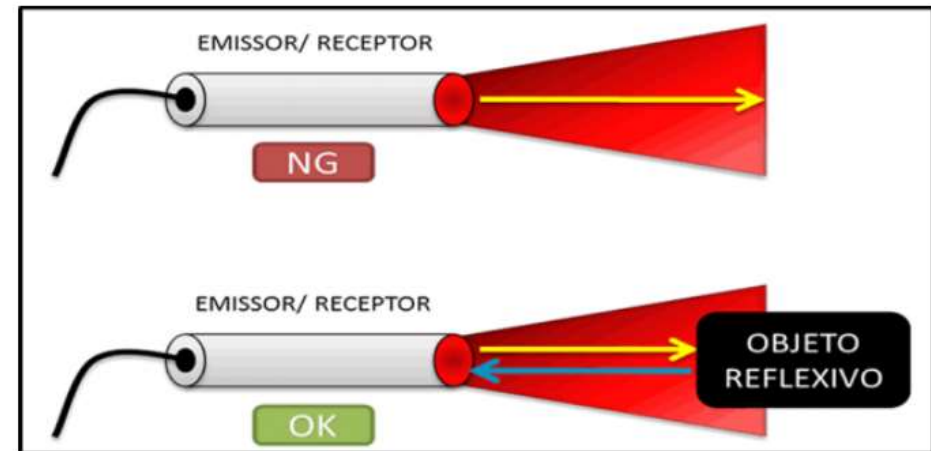 EMISSOR/ RECEPTOR
NG
EMISSOR/ RECEPTOR
OBJETO
REFLEXIVO
OK